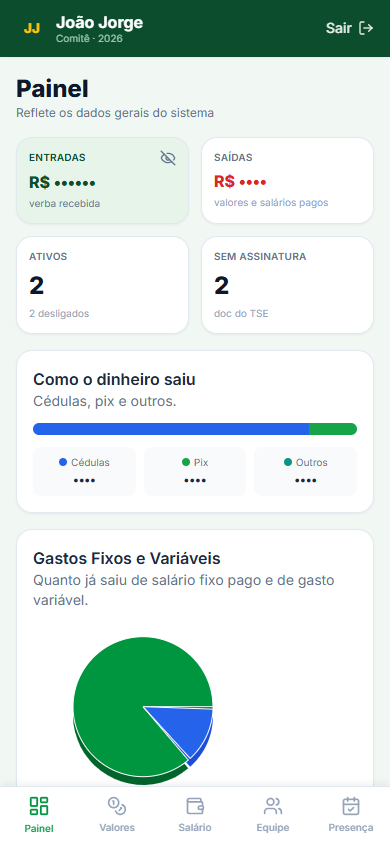 JJ
João Jorge
Comitê · 2026
Sair
Painel
Reflete os dados gerais do sistema
ENTRADAS
R$ ••••••
verba recebida
SAÍDAS
R$ ••••
valores e salários pagos
ATIVOS
2
2 desligados
SEM ASSINATURA
2
doc do TSE
Como o dinheiro saiu
Cédulas, pix e outros.
Cédulas
••••
Pix
••••
Outros
••••
Gastos Fixos e Variáveis
Quanto já saiu de salário fixo pago e de gasto
variável.
Painel
Valores
Salário
Equipe
Presença